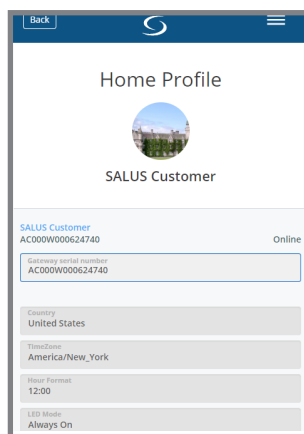 Back
Home Profile
SALUS Customer
SALUS Customer
AC000W000624740 Online
Gateway serial number
AC000W000624740
Country
United States
TimeZone
America/New_York
Hour Format
12:00
LED Mode
Always On